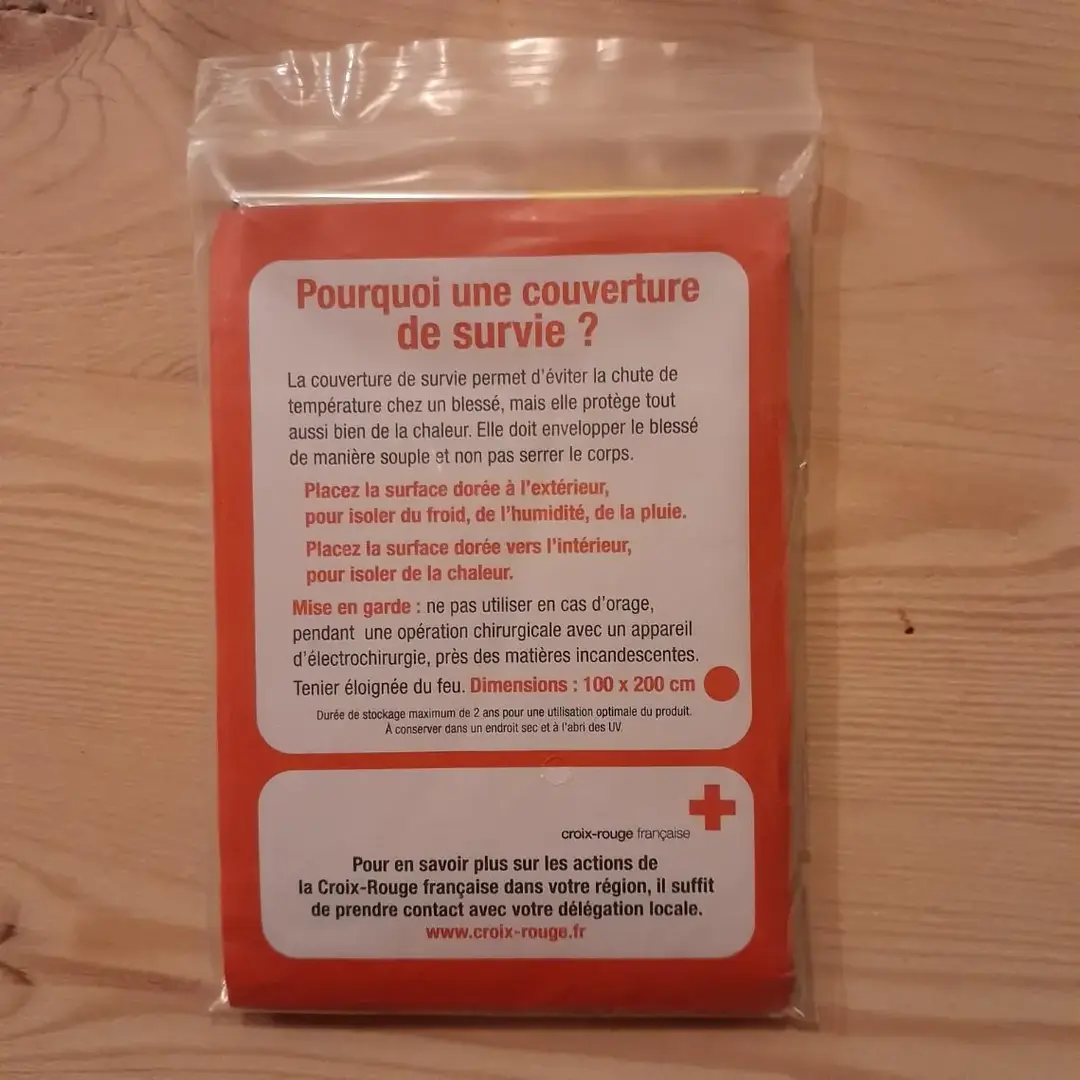 Pourquoi une couverture
de survie ?
La couverture de survie permet d'éviter la chute de
température chez un blessé, mais elle protège tout
aussi bien de la chaleur. Elle doit envelopper le blessé
de manière souple et non pas serrer le corps.
Placez la surface dorée à l'extérieur,
pour isoler du froid, de l'humidité, de la pluie.
Placez la surface dorée vers l'intérieur,
pour isoler de la chaleur.
Mise en garde : ne pas utiliser en cas d'orage,
pendant une opération chirurgicale avec un appareil
d'électrochirurgie, près des matières incandescentes.
Tenier éloignée du feu. Dimensions : 100 x 200 cm
Durée de stockage maximum de 2 ans pour une utilisation optimale du produit.
À conserver dans un endroit sec et à l'abri des UV.
croix-rouge française
Pour en savoir plus sur les actions de
la Croix-Rouge française dans votre région, il suffit
de prendre contact avec votre délégation locale.
www.croix-rouge.fr